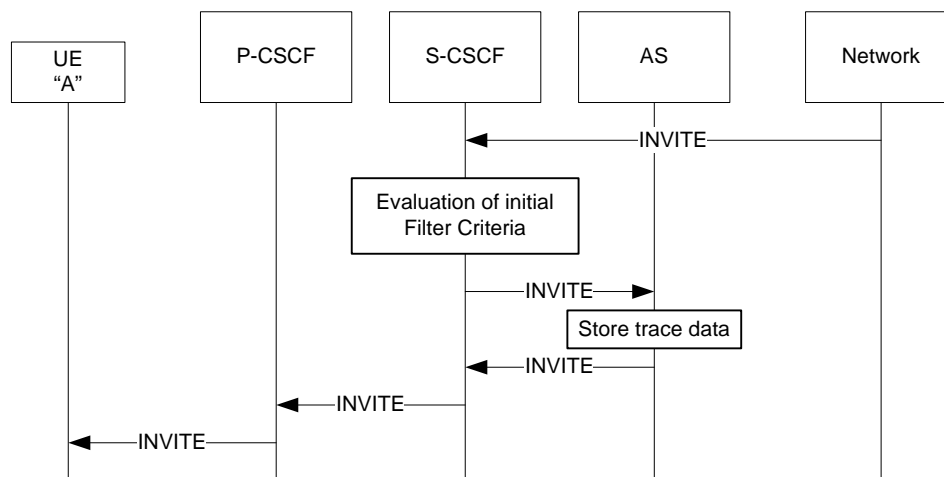 UE
“A”
P-CSCF
S-CSCF
AS
Network
INVITE
Evaluation of initial
Filter Criteria
INVITE
Store trace data
INVITE
INVITE
INVITE